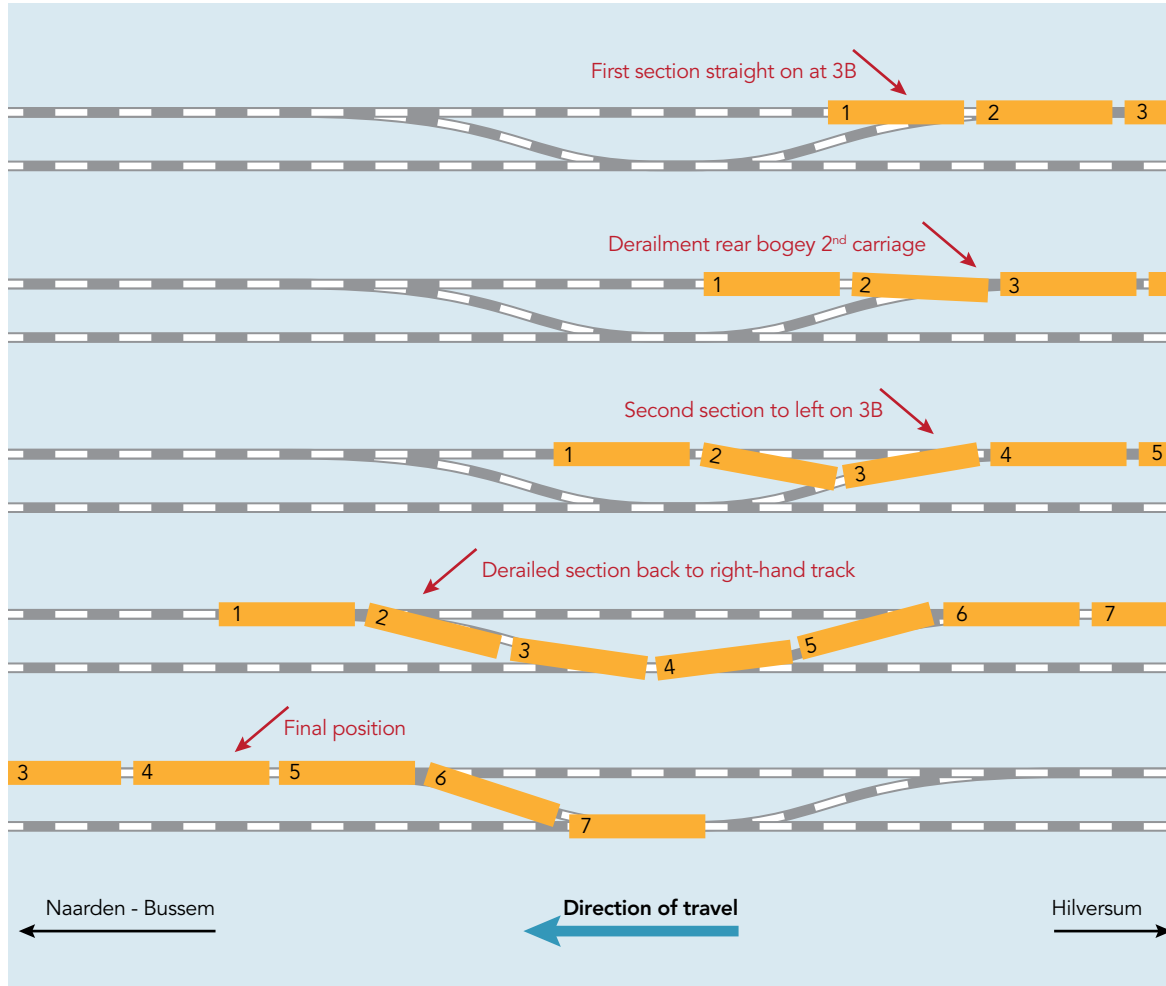 First section straight on at 3B
1 2 3
Derailment rear bogey 2nd carriage
1 2 3
Second section to left on 3B
1 2 3 4 5
Derailed section back to right-hand track
1 2 3 4 5 6 7
Final position
3 4 5 6 7
Naarden - Bussem Direction of travel Hilversum